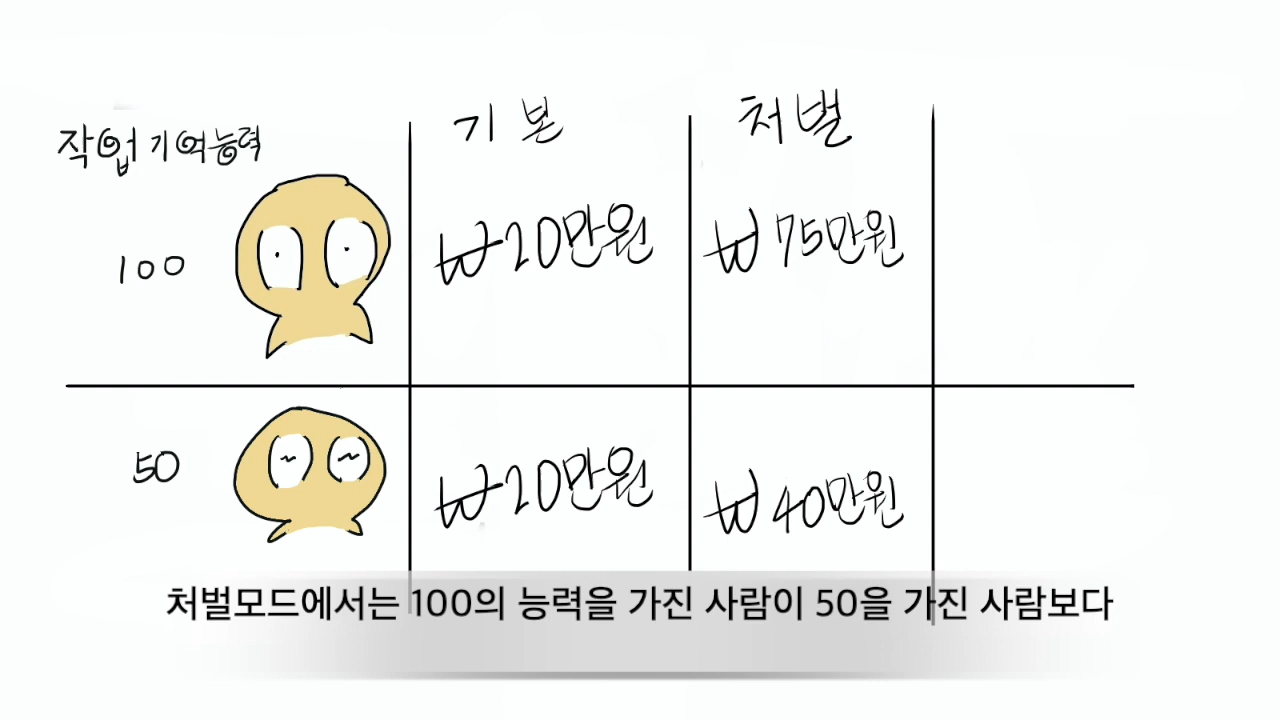 작업 기억능력
기본
처벌
100
₩20만원
₩75만원
50
₩20만원
₩40만원
처벌모드에서는 100의 능력을 가진 사람이 50을 가진 사람보다